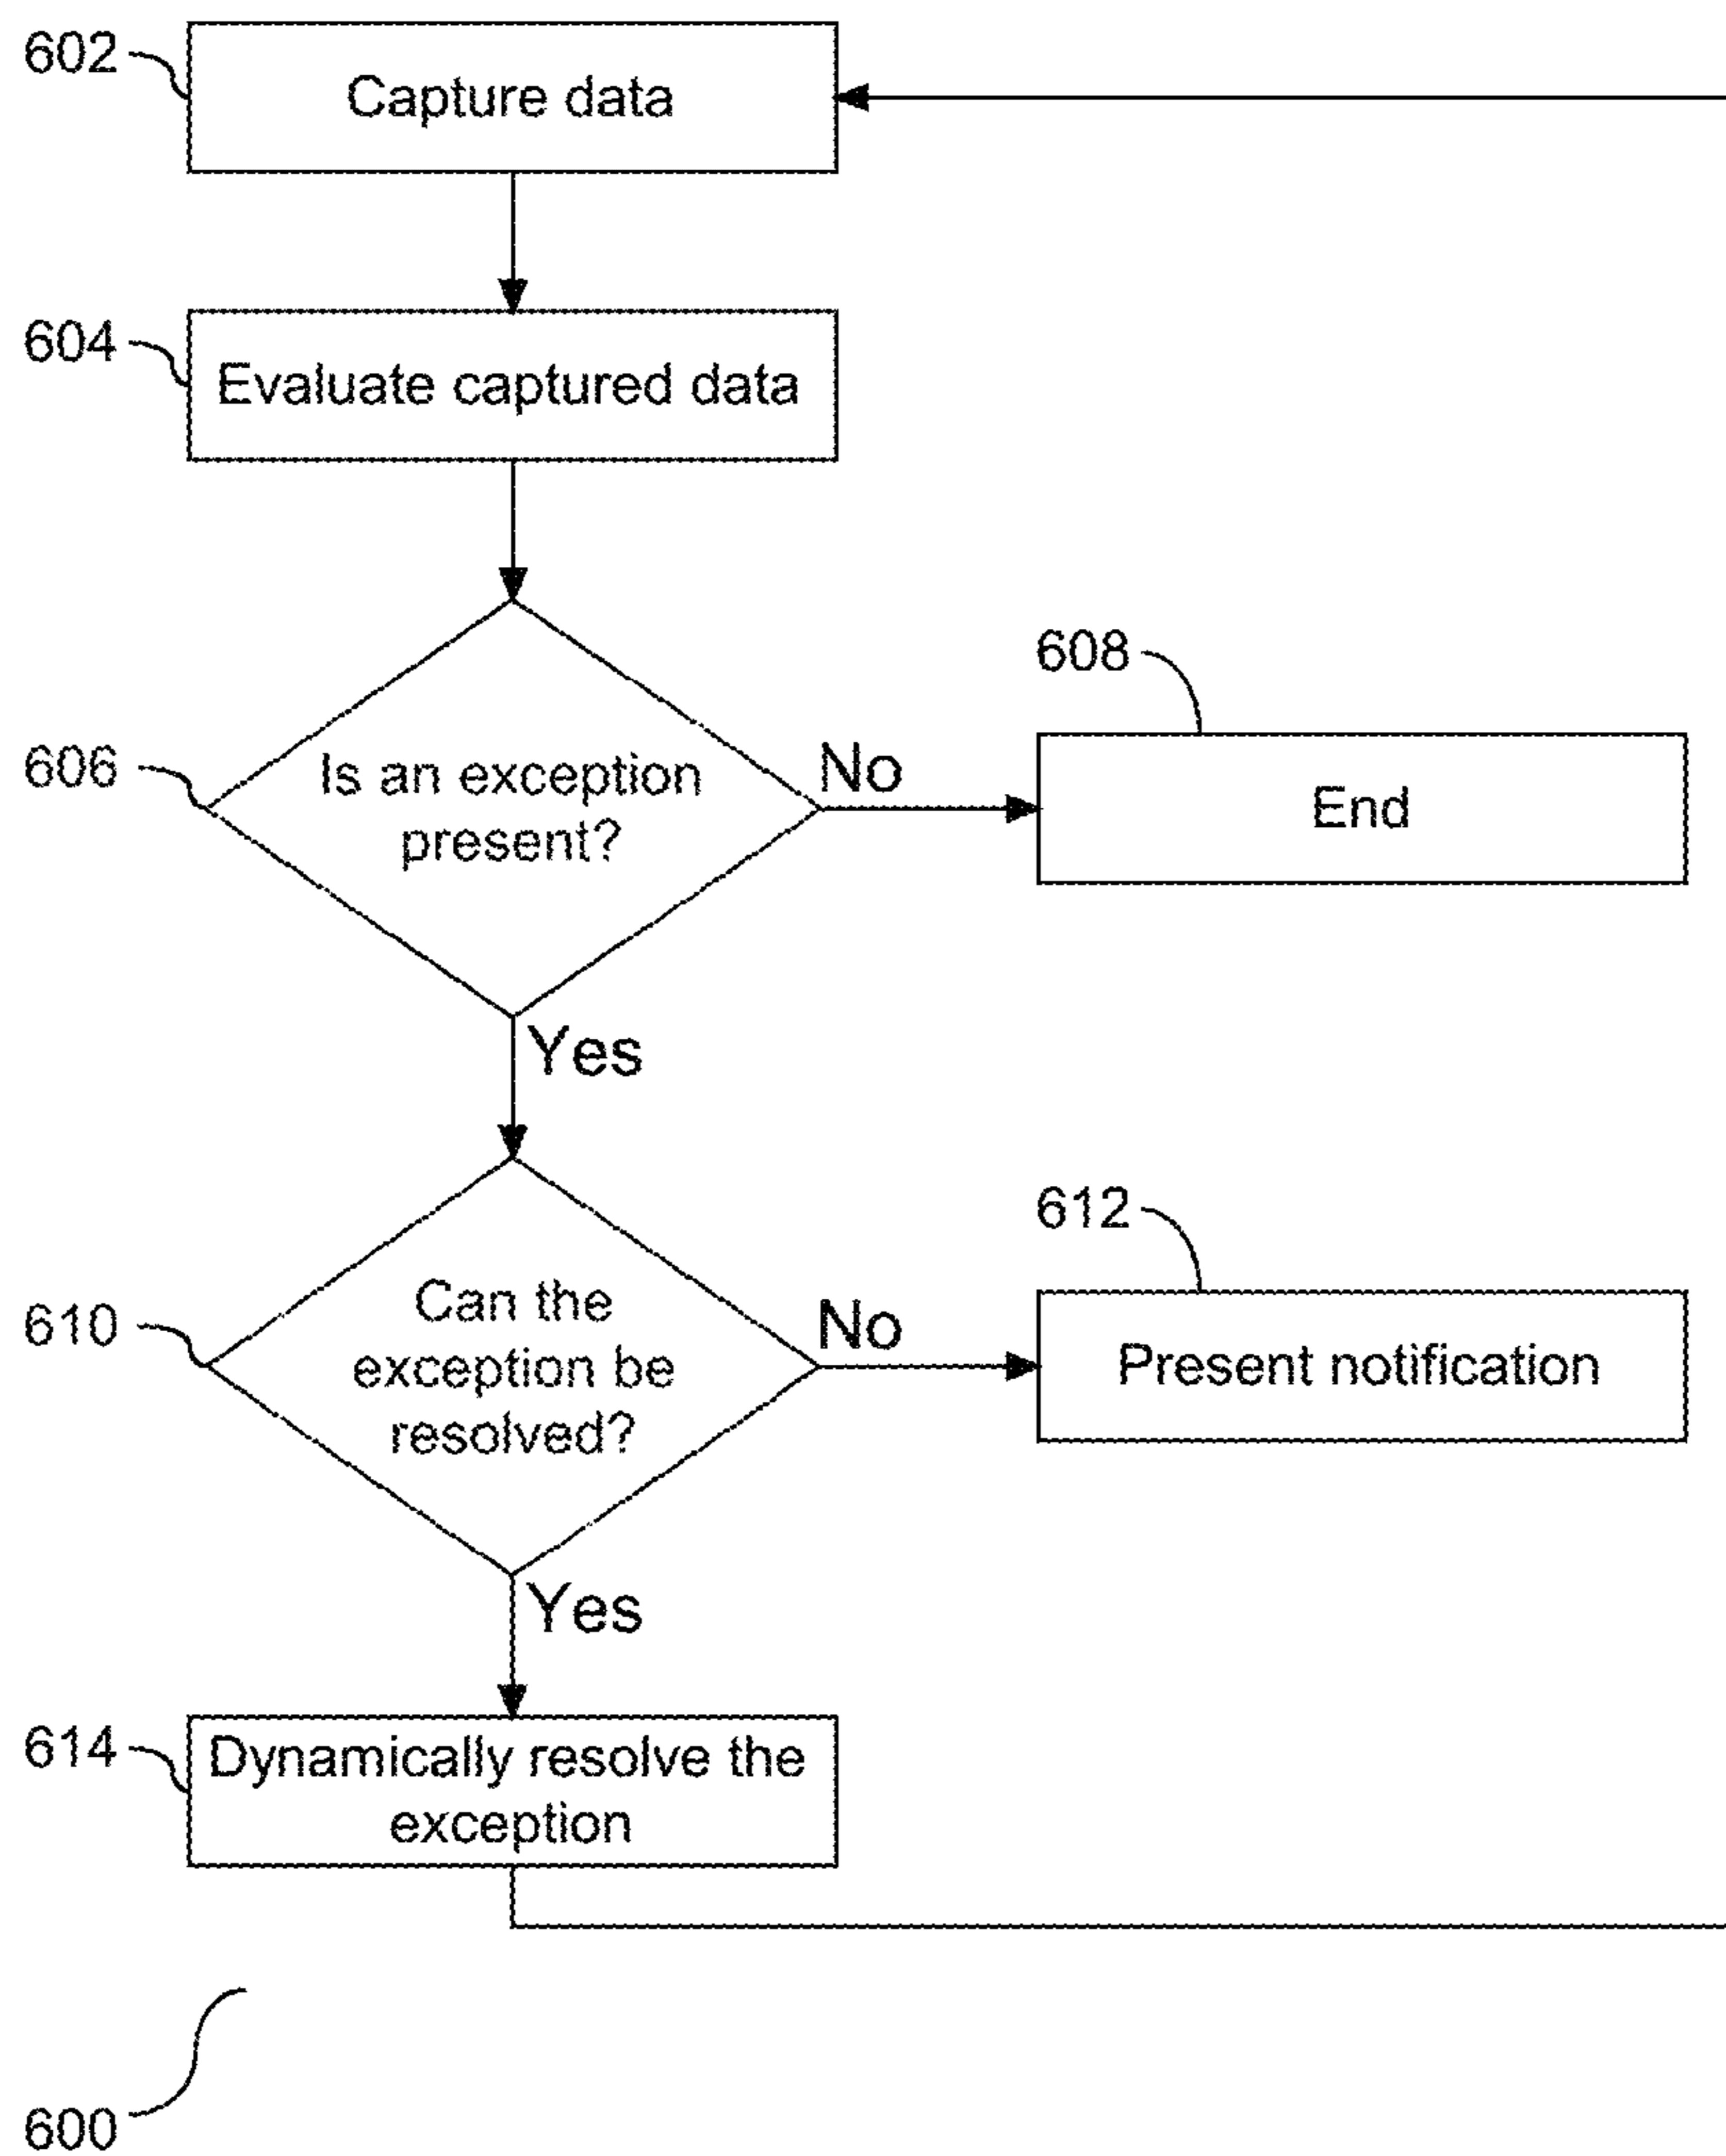 602
Capture data
604
Evaluate captured data
606
Is an exception
present?
No
608
End
Yes
610
Can the
exception be
resolved?
No
612
Present notification
Yes
614
Dynamically resolve the
exception
600